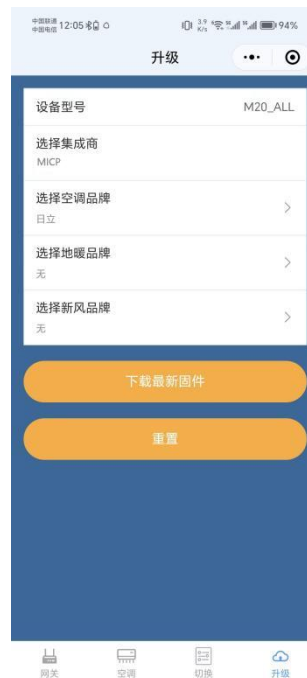 中国联通
中国电信 12:05
3.9
K/s
94%
升级
设备型号 M20_ALL
选择集成商
MICP
选择空调品牌
日立
选择地暖品牌
无
选择新风品牌
无
下载最新固件
重置
网关 空调 切换 升级